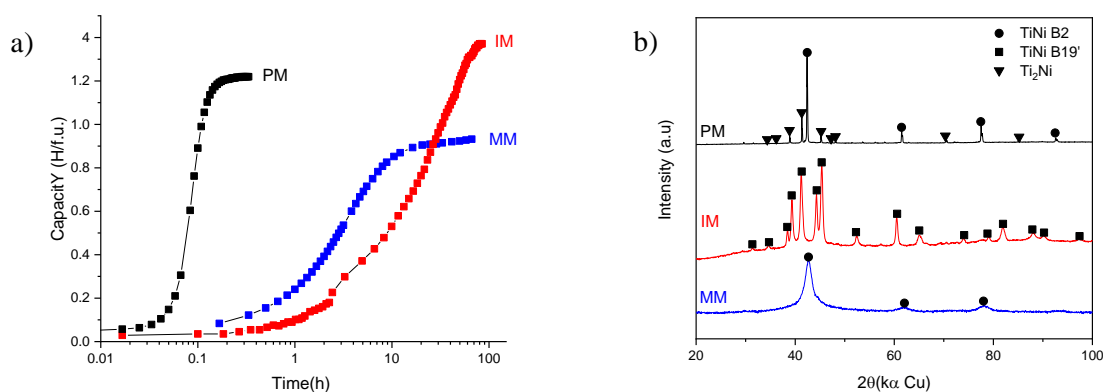 a)
CapacitY (H/f.u.)
1.4
1.2
1.0
0.8
0.6
0.4
0.2
0.0
0.01
0.1
1
10
100
Time(h)
PM
IM
MM
b)
TiNi B2
TiNi B19'
Ti₂Ni
Intensity (a.u)
PM
IM
MM
20
40
60
80
100
2θ(kα Cu)